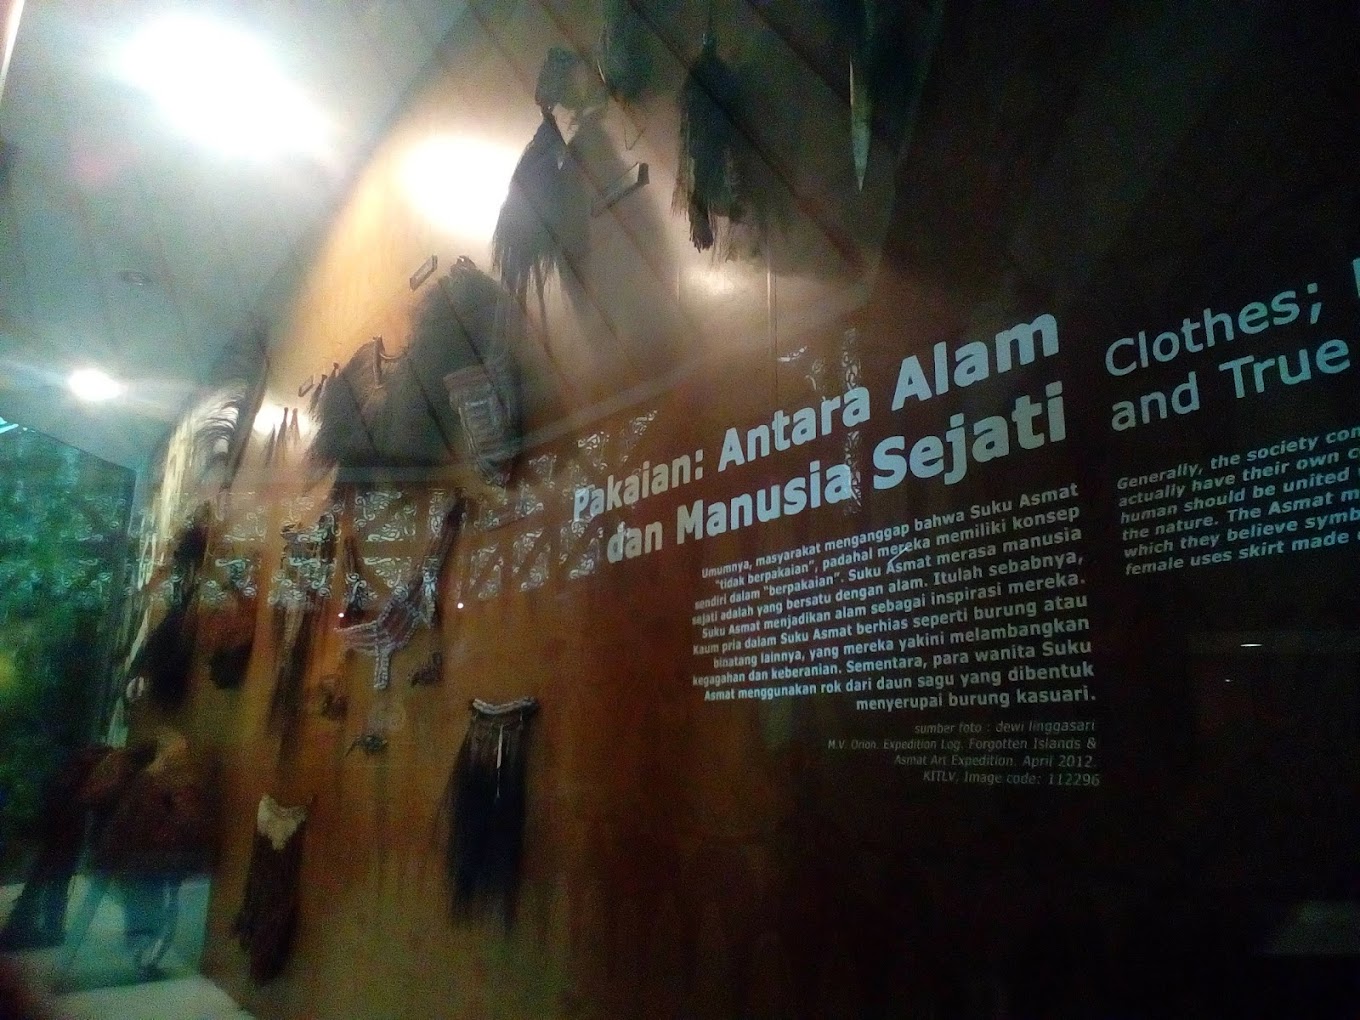 Pakaian: Antara Alam
dan Manusia Sejati
Umumnya, masyarakat menganggap bahwa Suku Asmat
"tidak berpakaian", padahal mereka memiliki konsep
sendiri dalam "berpakaian". Suku Asmat merasa manusia
sejati adalah yang bersatu dengan alam. Itulah sebabnya,
Suku Asmat menjadikan alam sebagai inspirasi mereka.
Kaum pria dalam Suku Asmat berhias seperti burung atau
binatang lainnya, yang mereka yakini melambangkan
kegagahan dan keberanian. Sementara, para wanita Suku
Asmat menggunakan rok dari daun sagu yang dibentuk
menyerupai burung kasuari.
sumber foto : dewi linggasari
M.V. Orion. Expedition Log. Forgotten Islands &
Asmat Art Expedition. April 2012.
KITLV. Image code: 112296
Clothes;
and True
Generally, the society
actually have their own
human should be united
the nature. The Asmat
which they believe
female uses skirt made